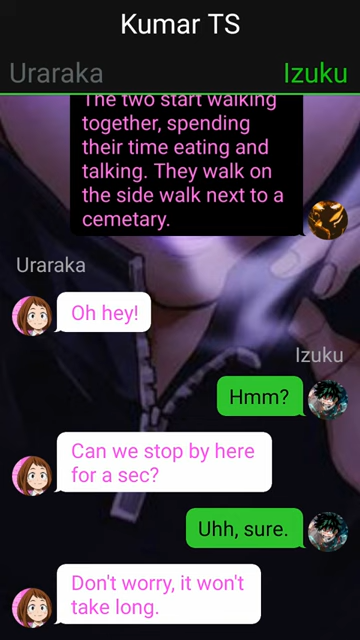 Kumar TS
Uraraka Izuku
The two start walking
together, spending
their time eating and
talking. They walk on
the side walk next to a
cemetary.
Uraraka
Oh hey!
Izuku
Hmm?
Can we stop by here
for a sec?
Uhh, sure.
Don't worry, it won't
take long.